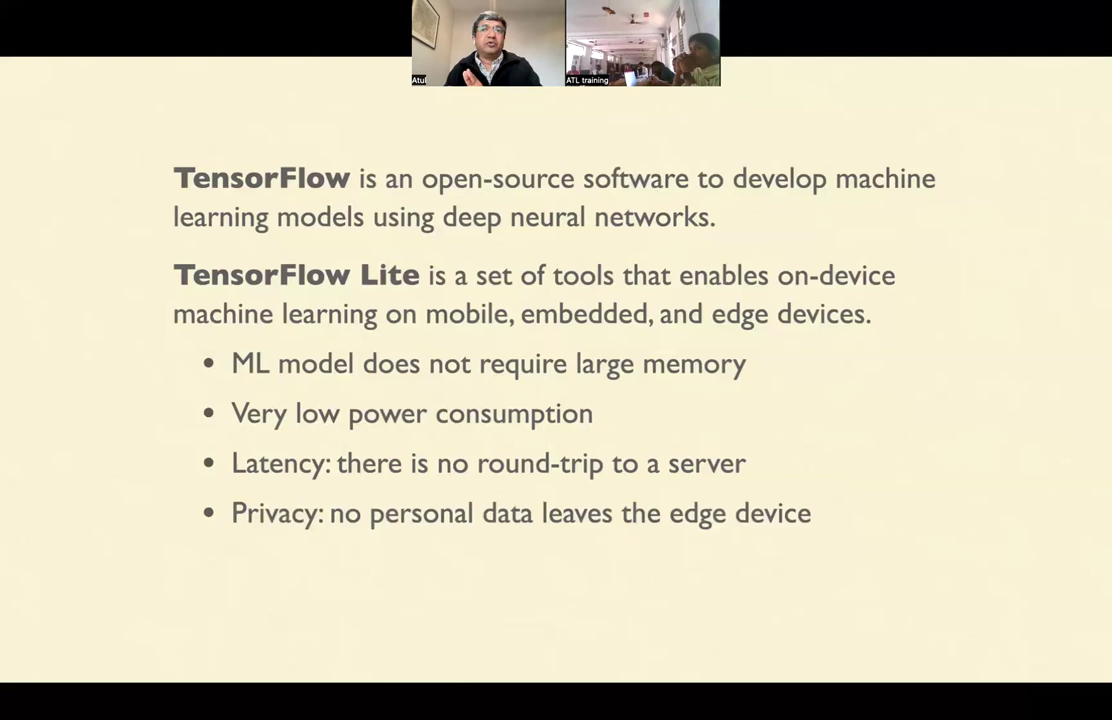 Atul
ATL training
TensorFlow is an open-source software to develop machine
learning models using deep neural networks.
TensorFlow Lite is a set of tools that enables on-device
machine learning on mobile, embedded, and edge devices.
• ML model does not require large memory
• Very low power consumption
• Latency: there is no round-trip to a server
• Privacy: no personal data leaves the edge device